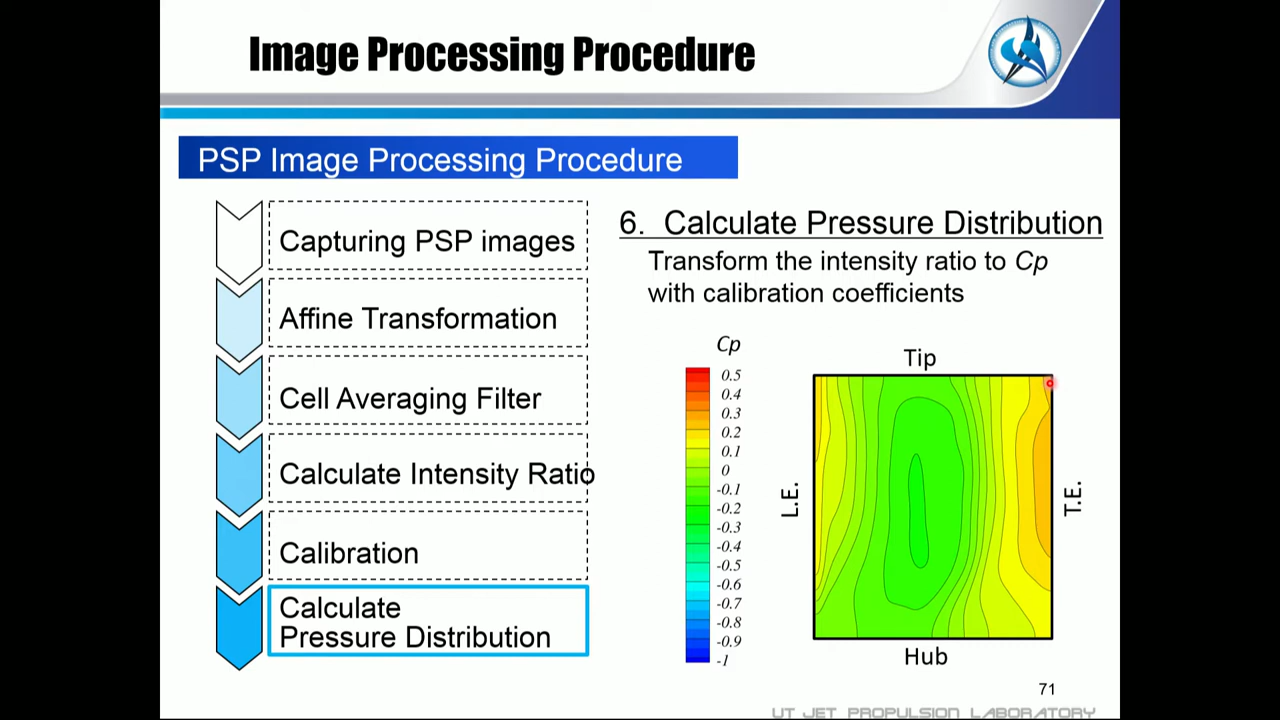 Image Processing Procedure
PSP Image Processing Procedure
Capturing PSP images
Affine Transformation
Cell Averaging Filter
Calculate Intensity Ratio
Calibration
Calculate
Pressure Distribution
6. Calculate Pressure Distribution
Transform the intensity ratio to Cp
with calibration coefficients
Cp
0.5
0.4
0.3
0.2
0.1
0
-0.1
-0.2
-0.3
-0.4
-0.5
-0.6
-0.7
-0.8
-0.9
-1
Tip
L.E.
T.E.
Hub
71
UT JET PROPULSION LABORATORY